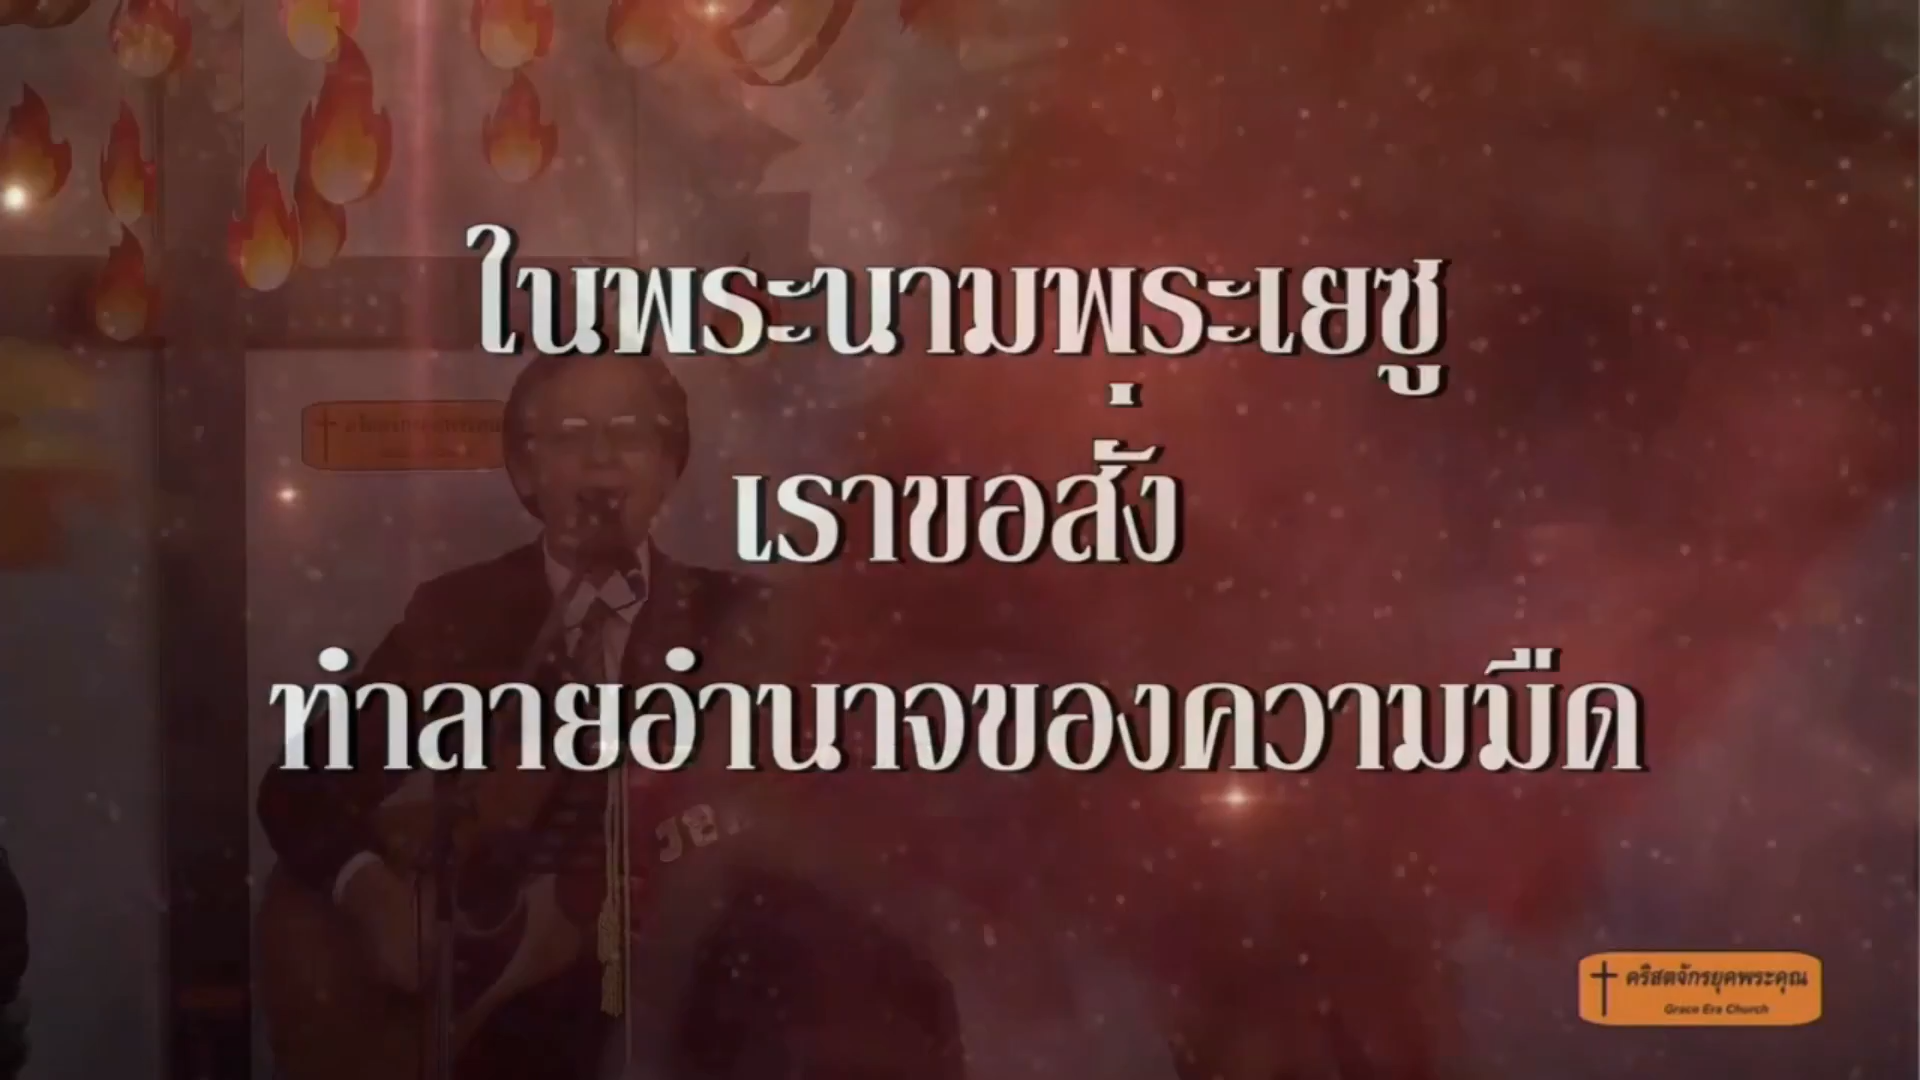 ในพระนามพระเยซู
เราขอสั่ง
ทำลายอำนาจของความมืด
คริสตจักรยุคพระคุณ
Grace Era Church